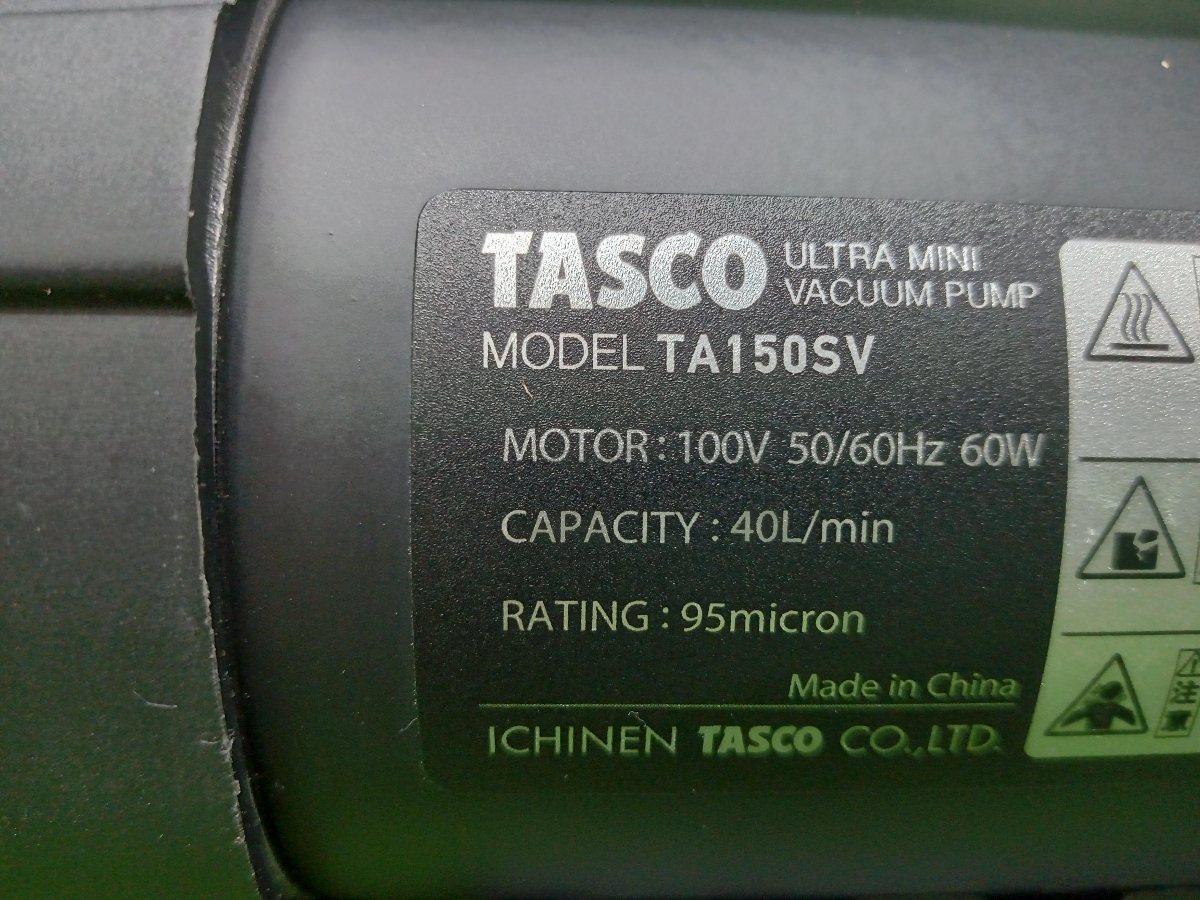 TASCO ULTRA MINI
VACUUM PUMP
MODEL TA150SV
MOTOR : 100V 50/60Hz 60W
CAPACITY : 40L/min
RATING : 95micron
Made in China
ICHINEN TASCO CO.,LTD.
注